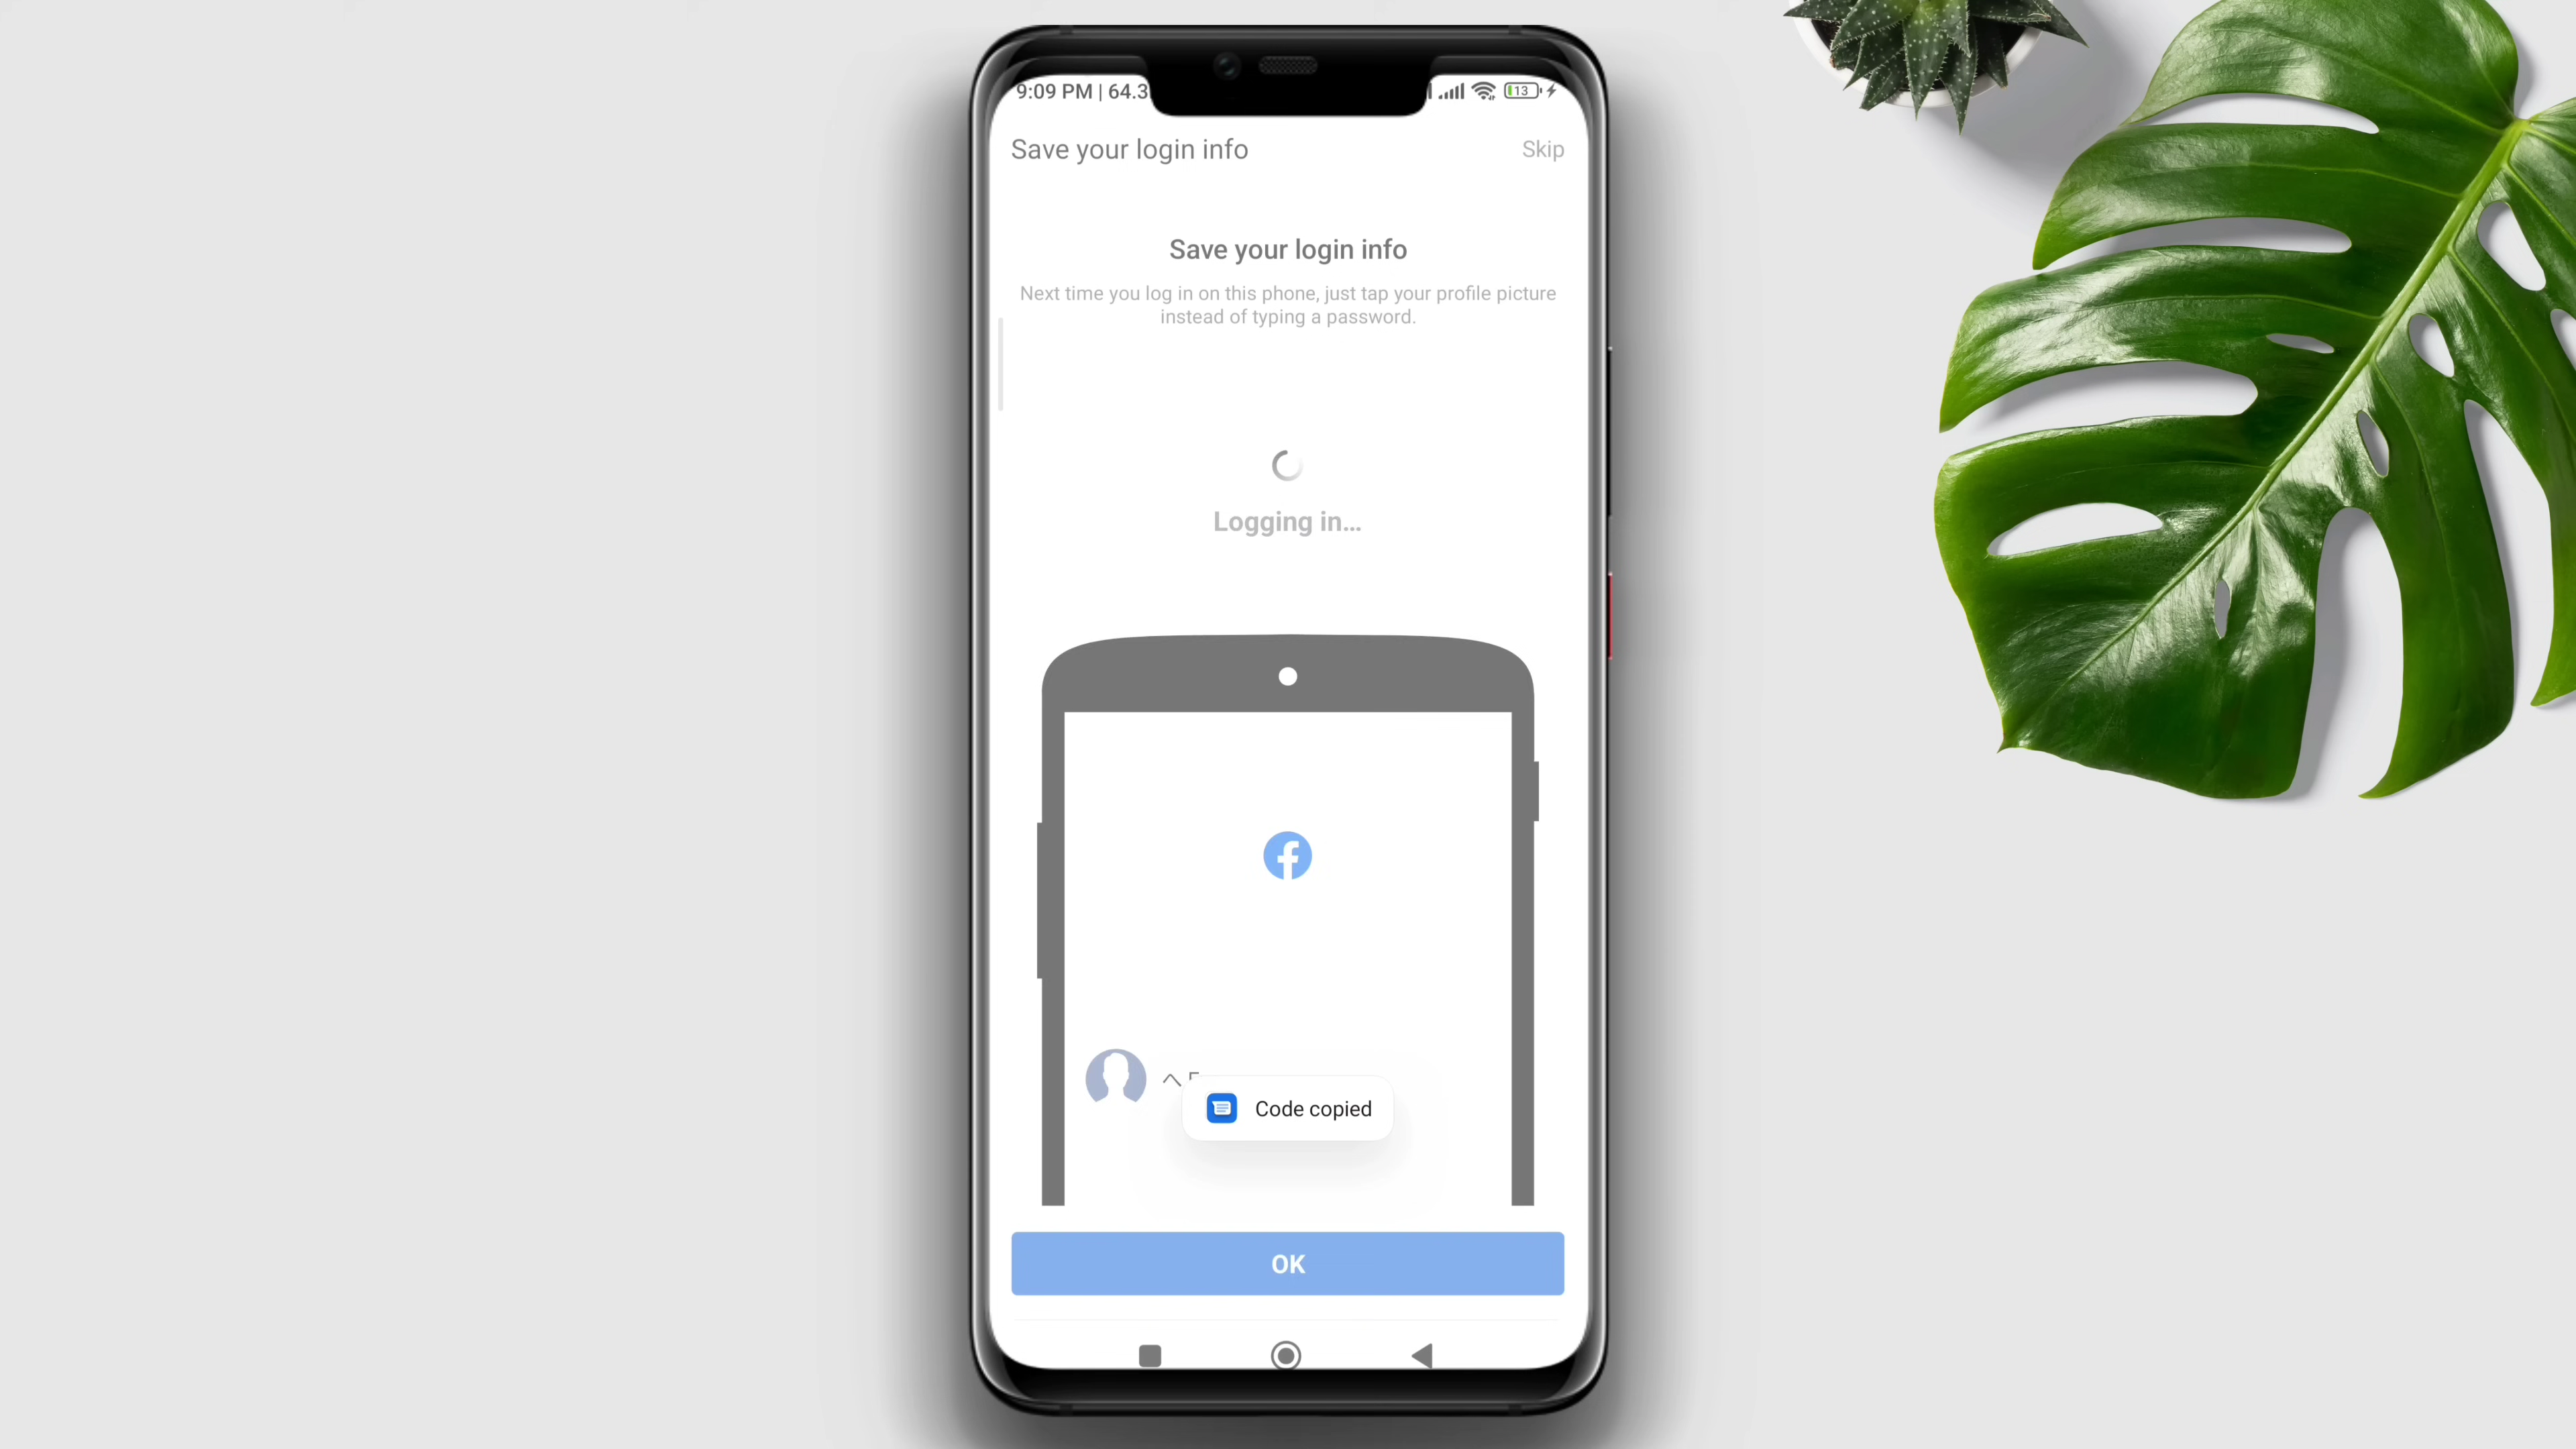 9:09 PM | 64.3
13
Save your login info
Skip
Save your login info
Next time you log in on this phone, just tap your profile picture
instead of typing a password.
Logging in...
Code copied
OK